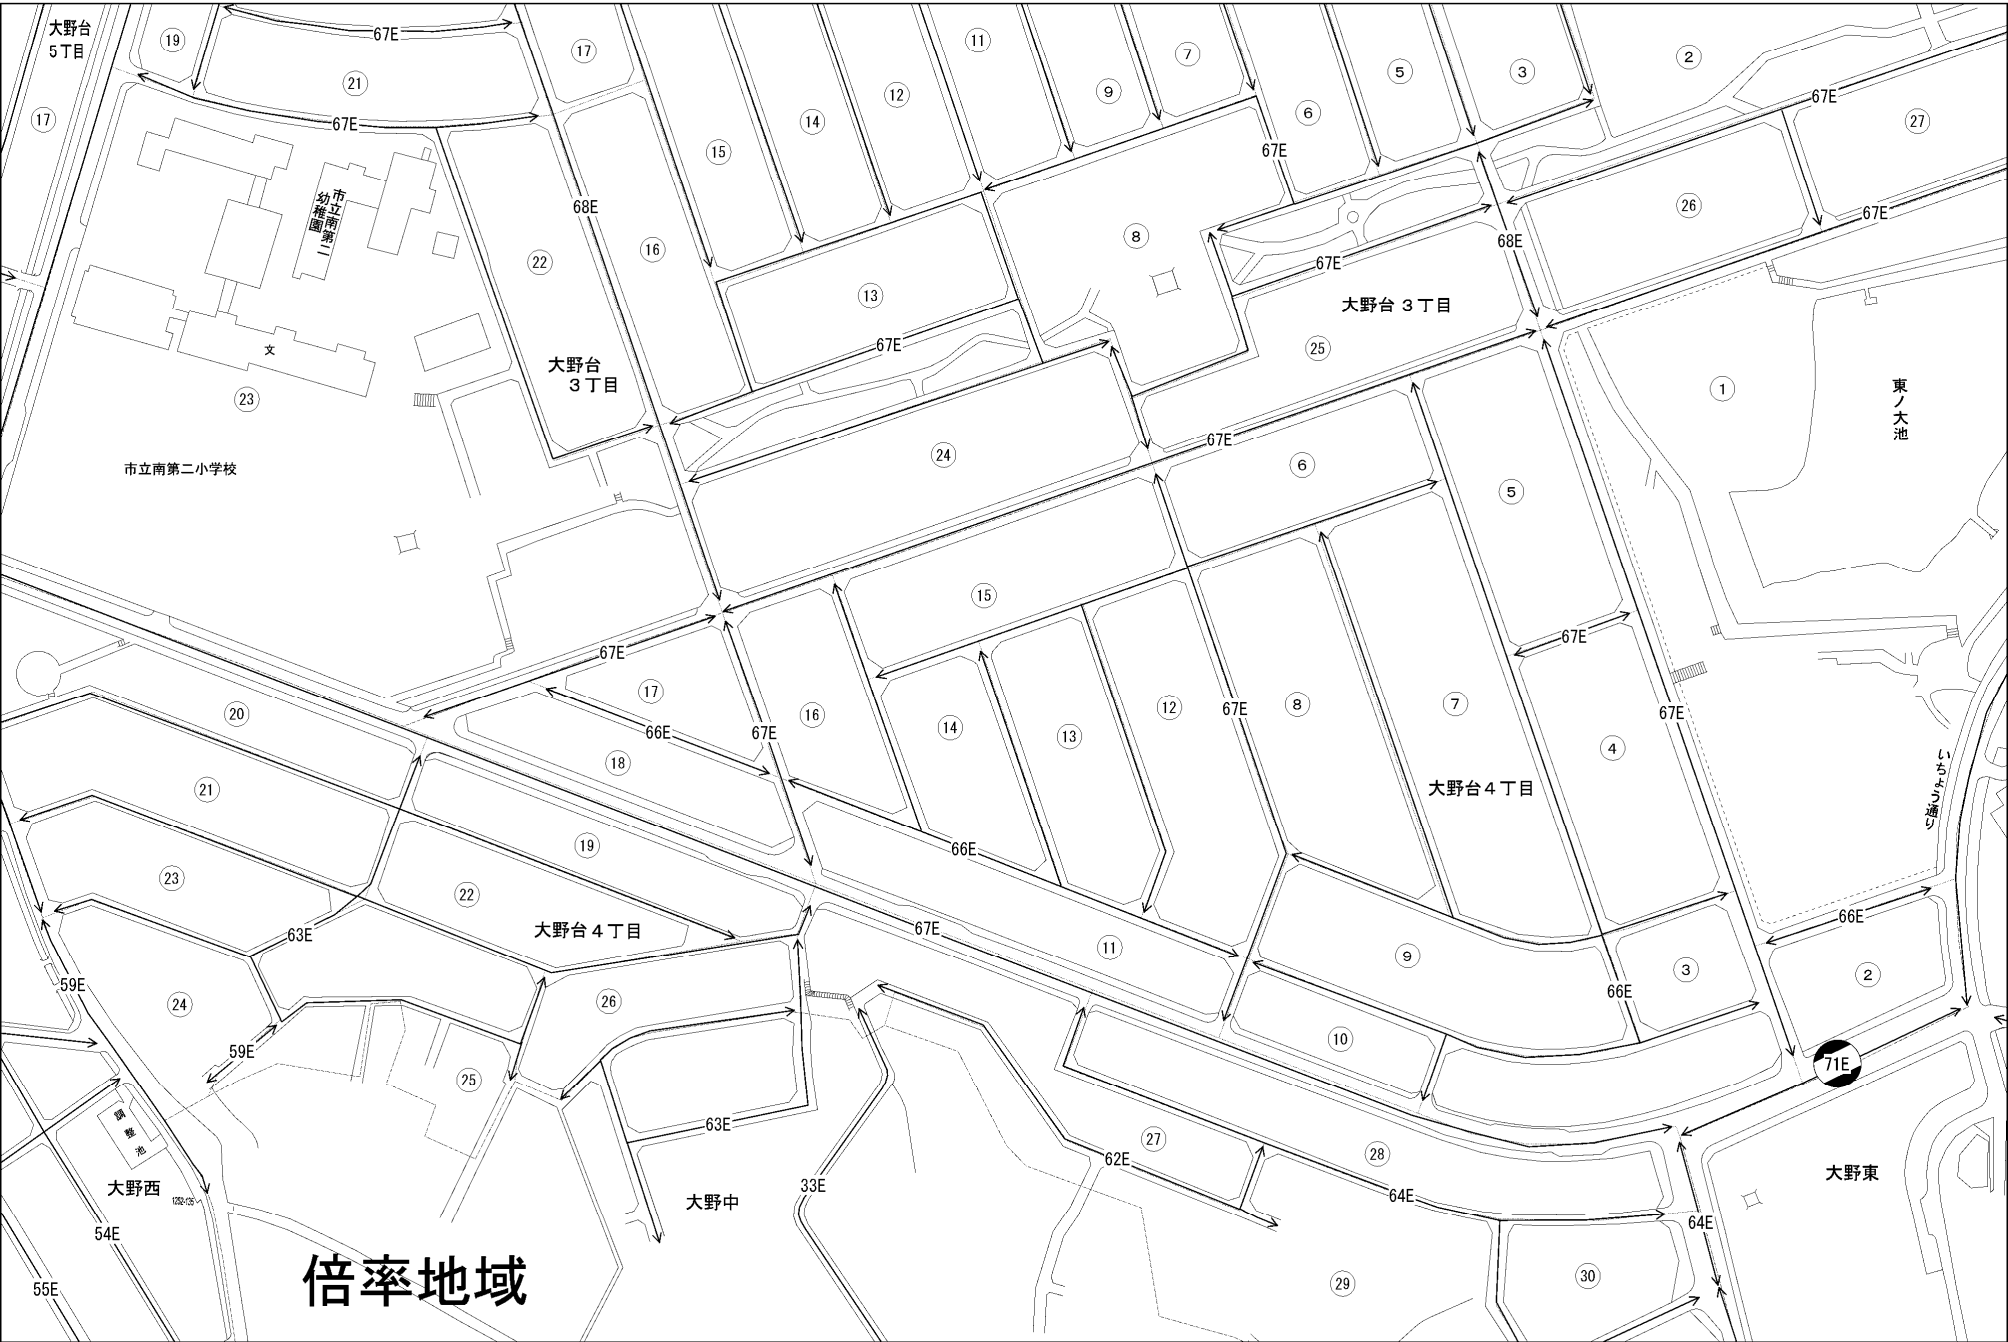 大野台
5丁目
19
67E
17
11
7
2
21
5
3
9
12
67E
17
67E
14
6
27
15
67E
市立南第二
幼稚園
68E
26
67E
8
68E
16
22
67E
13
大野台 3丁目
67E
25
文
大野台
3丁目
1
東ノ大池
23
67E
24
6
市立南第二小学校
5
15
67E
67E
17
67E
20
16
14
13
12
67E
8
7
67E
66E
67E
4
18
大野台4丁目
21
いちょう通り
19
66E
23
22
66E
63E
大野台4丁目
67E
11
9
3
2
59E
24
26
66E
10
59E
71E
25
調整池
63E
27
28
62E
大野東
大野西
33E
64E
1252-135
大野中
64E
54E
倍率地域
29
30
55E